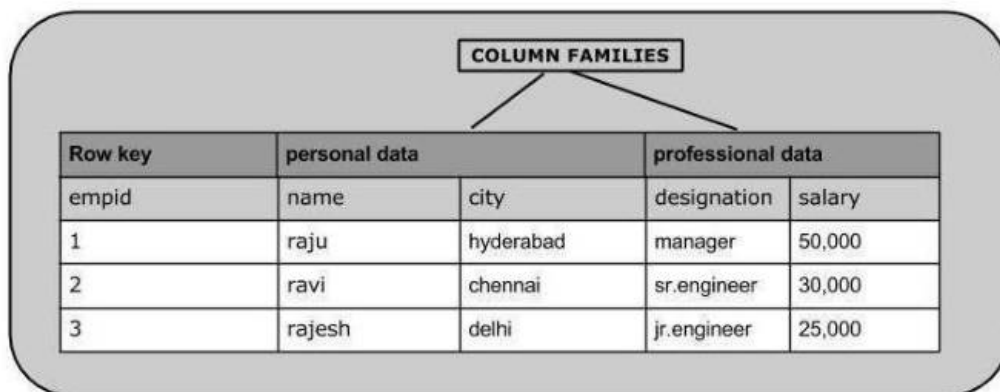 COLUMN FAMILIES
Row key personal data professional data
empid name city designation salary
1 raju hyderabad manager 50,000
2 ravi chennai sr.engineer 30,000
3 rajesh delhi jr.engineer 25,000